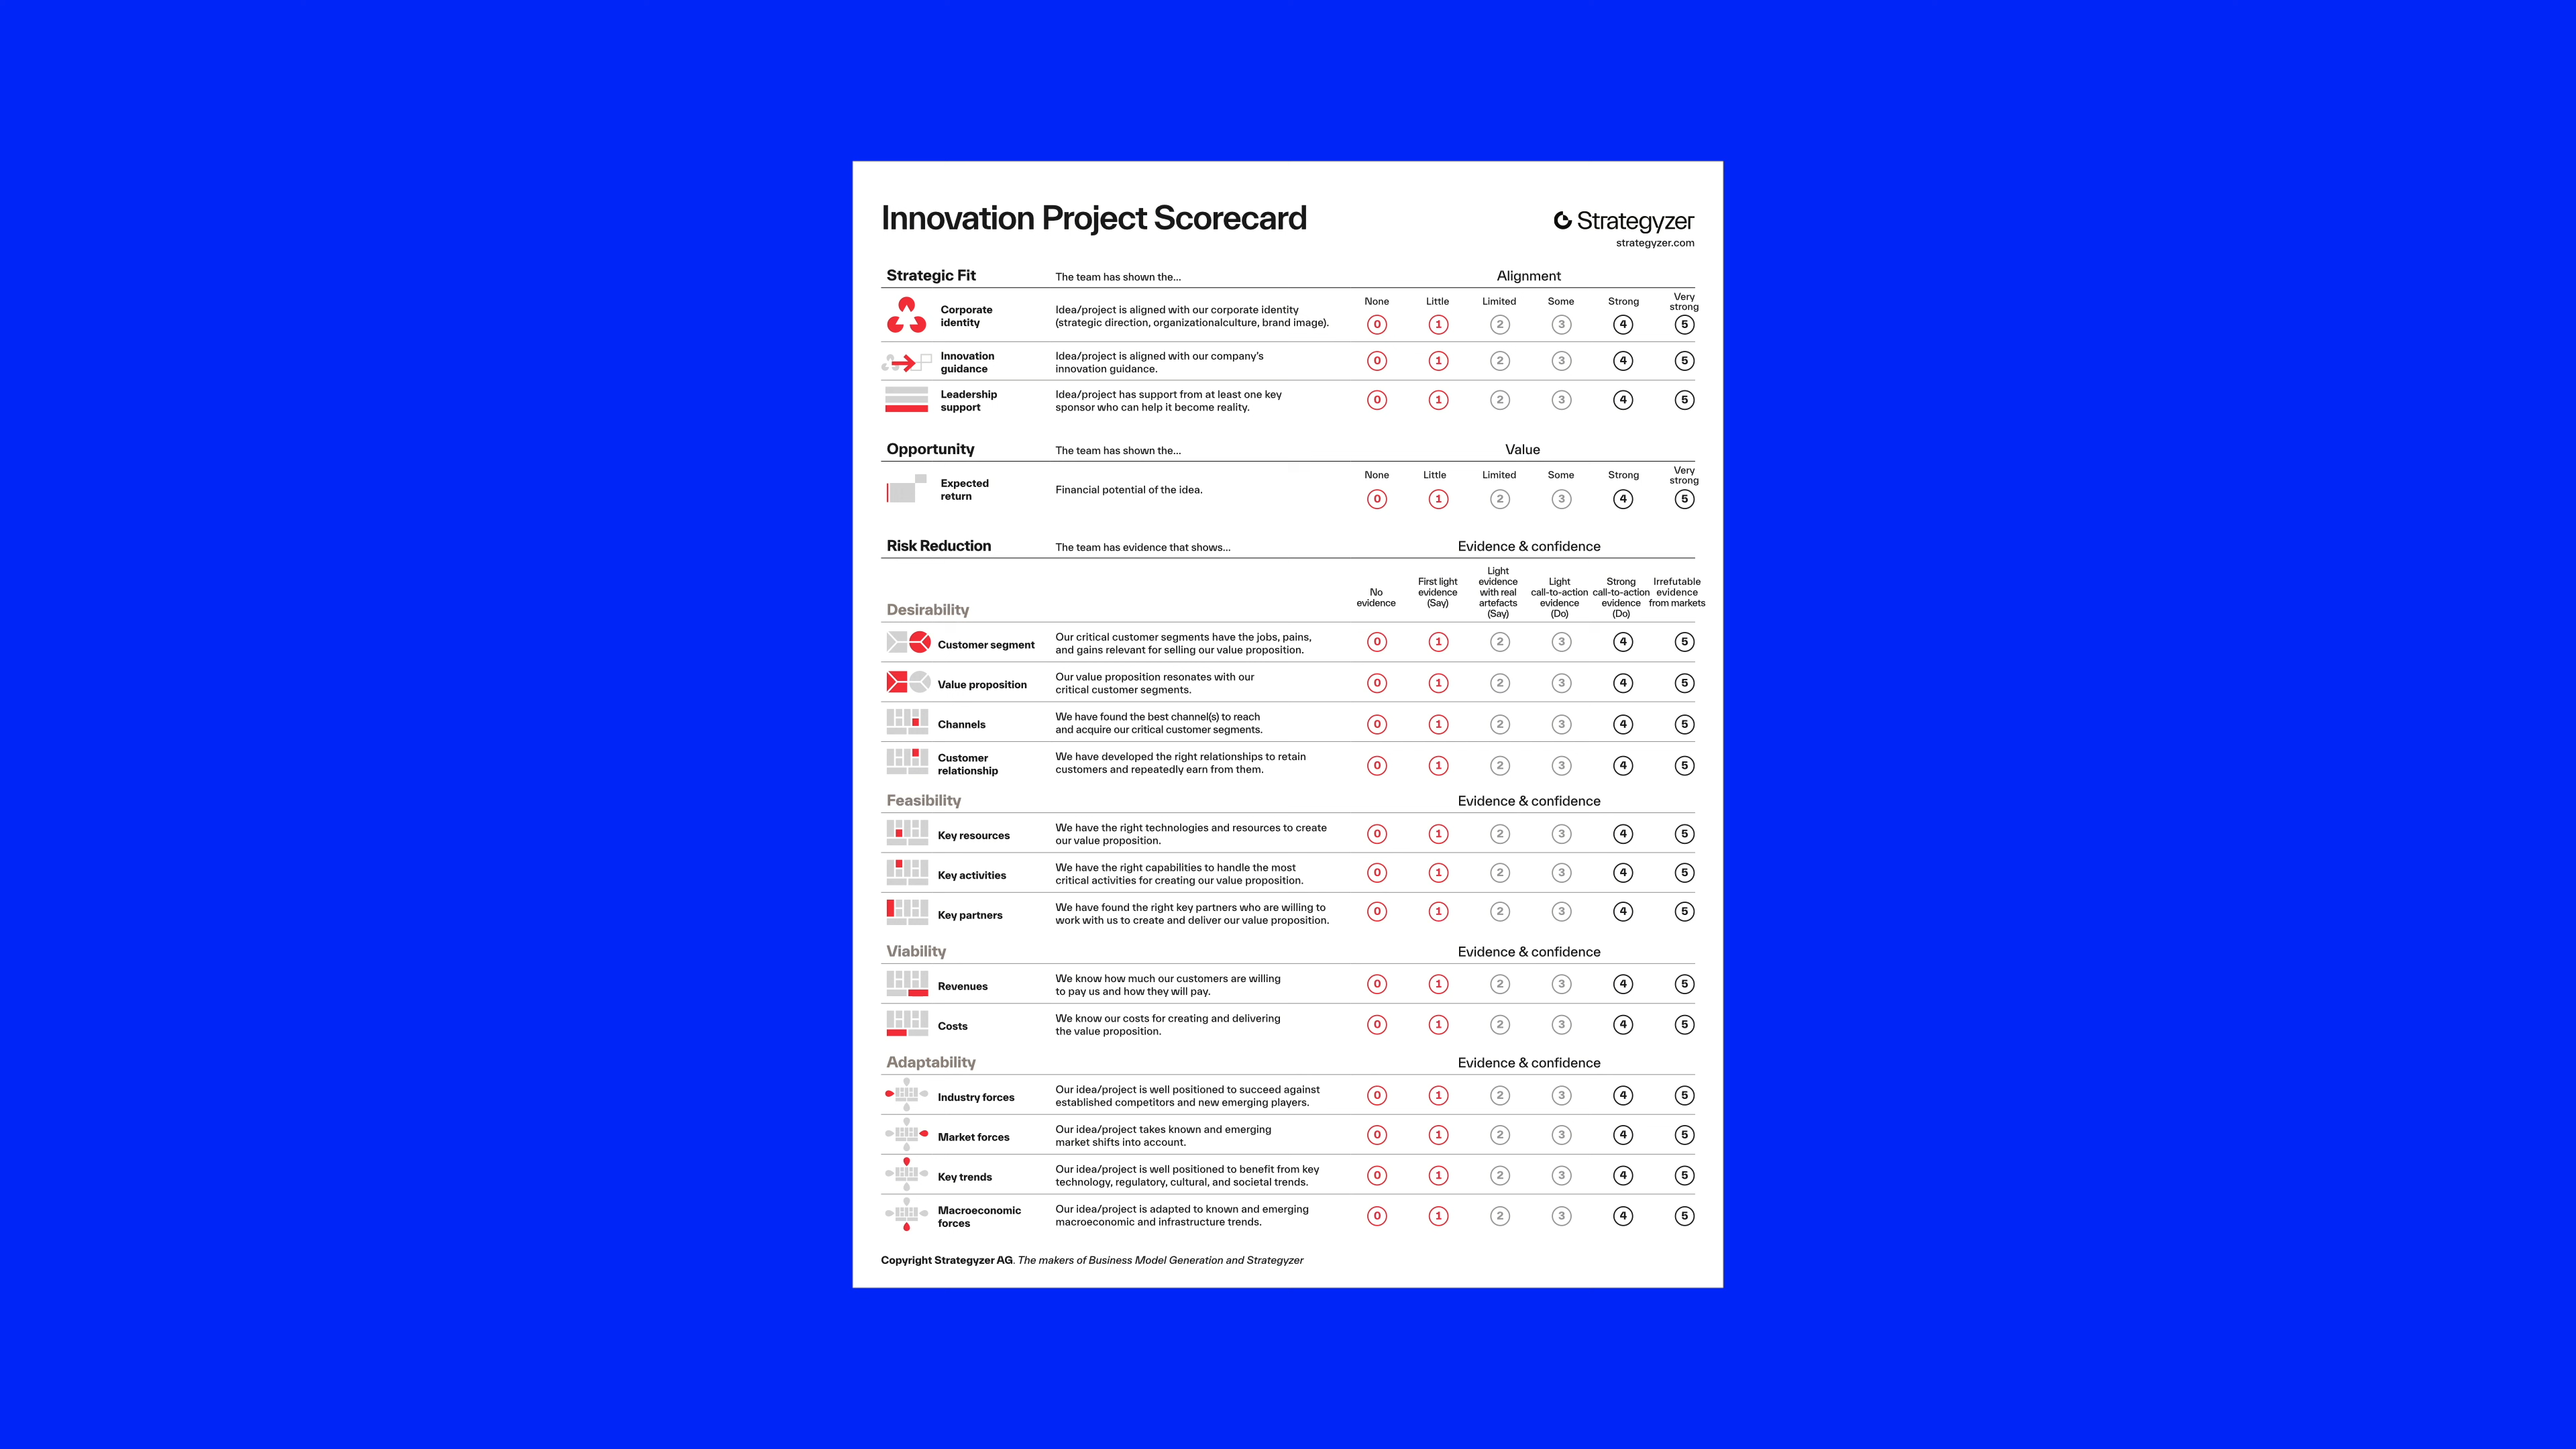 Innovation Project Scorecard
Strategyzer
strategyzer.com
Strategic Fit
The team has shown the...
Alignment
None Little Limited Some Strong Very strong
Corporate identity
Idea/project is aligned with our corporate identity
(strategic direction, organizationalculture, brand image).
0 1 2 3 4 5
Innovation guidance
Idea/project is aligned with our company's
innovation guidance.
0 1 2 3 4 5
Leadership support
Idea/project has support from at least one key
sponsor who can help it become reality.
0 1 2 3 4 5
Opportunity
The team has shown the...
Value
None Little Limited Some Strong Very strong
Expected return
Financial potential of the idea.
0 1 2 3 4 5
Risk Reduction
The team has evidence that shows...
Evidence & confidence
Desirability
No evidence
First light evidence (Say)
Light evidence with real artefacts (Say)
Light call-to-action evidence (Do)
Strong call-to-action evidence (Do)
Irrefutable evidence from markets
Customer segment
Our critical customer segments have the jobs, pains,
and gains relevant for selling our value proposition.
0 1 2 3 4 5
Value proposition
Our value proposition resonates with our
critical customer segments.
0 1 2 3 4 5
Channels
We have found the best channel(s) to reach
and acquire our critical customer segments.
0 1 2 3 4 5
Customer relationship
We have developed the right relationships to retain
customers and repeatedly earn from them.
0 1 2 3 4 5
Feasibility
Evidence & confidence
Key resources
We have the right technologies and resources to create
our value proposition.
0 1 2 3 4 5
Key activities
We have the right capabilities to handle the most
critical activities for creating our value proposition.
0 1 2 3 4 5
Key partners
We have found the right key partners who are willing to
work with us to create and deliver our value proposition.
0 1 2 3 4 5
Viability
Evidence & confidence
Revenues
We know how much our customers are willing
to pay us and how they will pay.
0 1 2 3 4 5
Costs
We know our costs for creating and delivering
the value proposition.
0 1 2 3 4 5
Adaptability
Evidence & confidence
Industry forces
Our idea/project is well positioned to succeed against
established competitors and new emerging players.
0 1 2 3 4 5
Market forces
Our idea/project takes known and emerging
market shifts into account.
0 1 2 3 4 5
Key trends
Our idea/project is well positioned to benefit from key
technology, regulatory, cultural, and societal trends.
0 1 2 3 4 5
Macroeconomic forces
Our idea/project is adapted to known and emerging
macroeconomic and infrastructure trends.
0 1 2 3 4 5
Copyright Strategyzer AG. The makers of Business Model Generation and Strategyzer